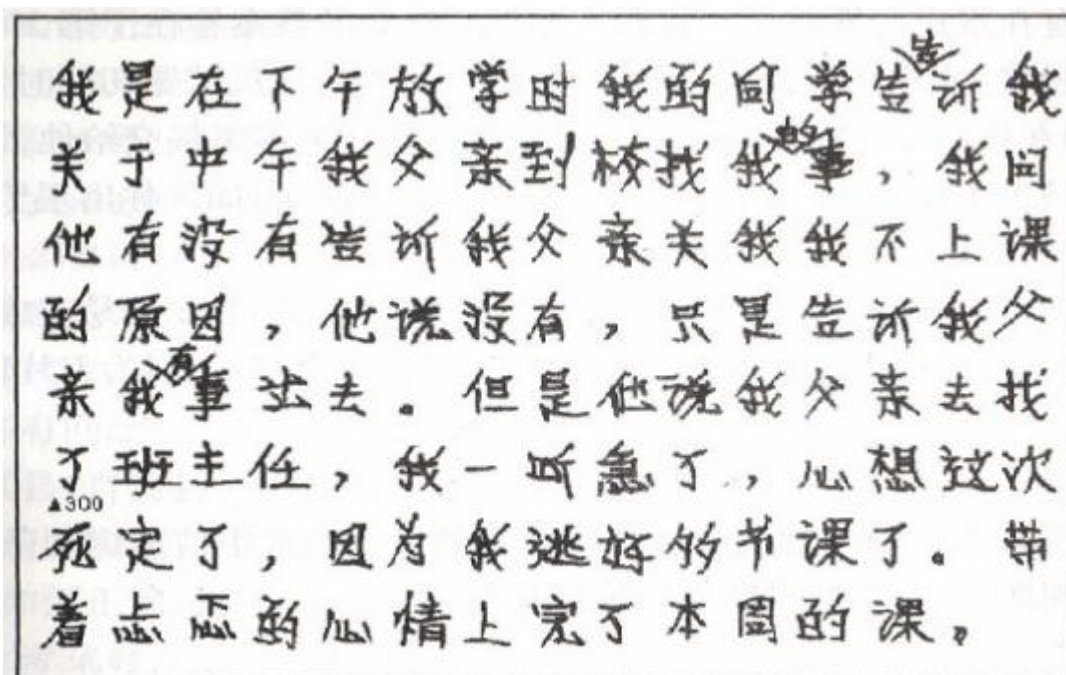 我是在下午放学时我的同学告诉我
关于中午我父亲到校找我的事，我问
他有没有告诉我父亲关我我不上课
的原因，他说没有，只是告诉我父
亲我有事出去。但是他说我父亲去找
了班主任，我一听急了，心想这次
▲300
死定了，因为我逃好多节课了。带
着忐忑的心情上完了本周的课。